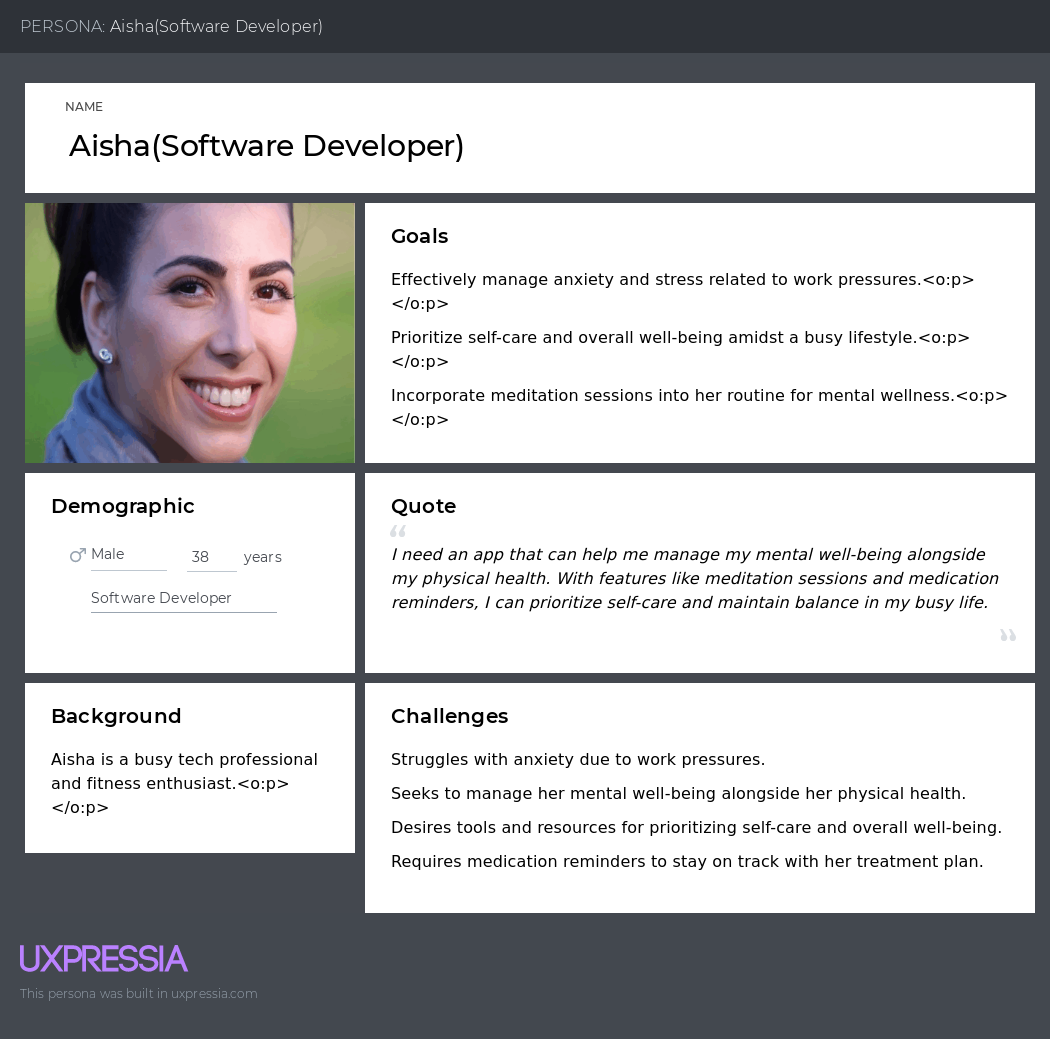 PERSONA: Aisha(Software Developer)
NAME
Aisha(Software Developer)
Goals
Effectively manage anxiety and stress related to work pressures.<o:p>
</o:p>
Prioritize self-care and overall well-being amidst a busy lifestyle.<o:p>
</o:p>
Incorporate meditation sessions into her routine for mental wellness.<o:p>
</o:p>
Demographic
Male 38 years
Software Developer
Quote
“
I need an app that can help me manage my mental well-being alongside
my physical health. With features like meditation sessions and medication
reminders, I can prioritize self-care and maintain balance in my busy life.
”
Background
Aisha is a busy tech professional
and fitness enthusiast.<o:p>
</o:p>
Challenges
Struggles with anxiety due to work pressures.
Seeks to manage her mental well-being alongside her physical health.
Desires tools and resources for prioritizing self-care and overall well-being.
Requires medication reminders to stay on track with her treatment plan.
UXPRESSIA
This persona was built in uxpressia.com